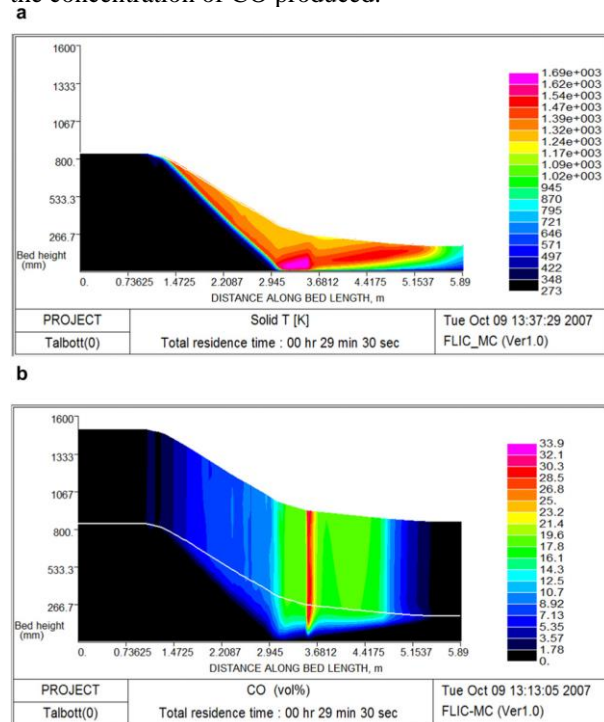 the concentration of CO produced.
a
1600
1333
1067
800.
533.3
266.7
Bed height
(mm)
0. 0.73625 1.4725 2.2087 2.945 3.6812 4.4175 5.1537 5.89
DISTANCE ALONG BED LENGTH, m
1.69e+003
1.62e+003
1.54e+003
1.47e+003
1.39e+003
1.32e+003
1.24e+003
1.17e+003
1.09e+003
1.02e+003
945
870
795
721
646
571
497
422
348
273
PROJECT Solid T [K] Tue Oct 09 13:37:29 2007
Talbott(0) Total residence time : 00 hr 29 min 30 sec FLIC_MC (Ver1.0)
b
1600
1333
1067
800.
533.3
266.7
Bed height
(mm)
0. 0.73625 1.4725 2.2087 2.945 3.6812 4.4175 5.1537 5.89
DISTANCE ALONG BED LENGTH, m
33.9
32.1
30.3
28.5
26.8
25.
23.2
21.4
19.6
17.8
16.1
14.3
12.5
10.7
8.92
7.13
5.35
3.57
1.78
0.
PROJECT CO (vol%) Tue Oct 09 13:13:05 2007
Talbott(0) Total residence time : 00 hr 29 min 30 sec FLIC-MC (Ver1.0)